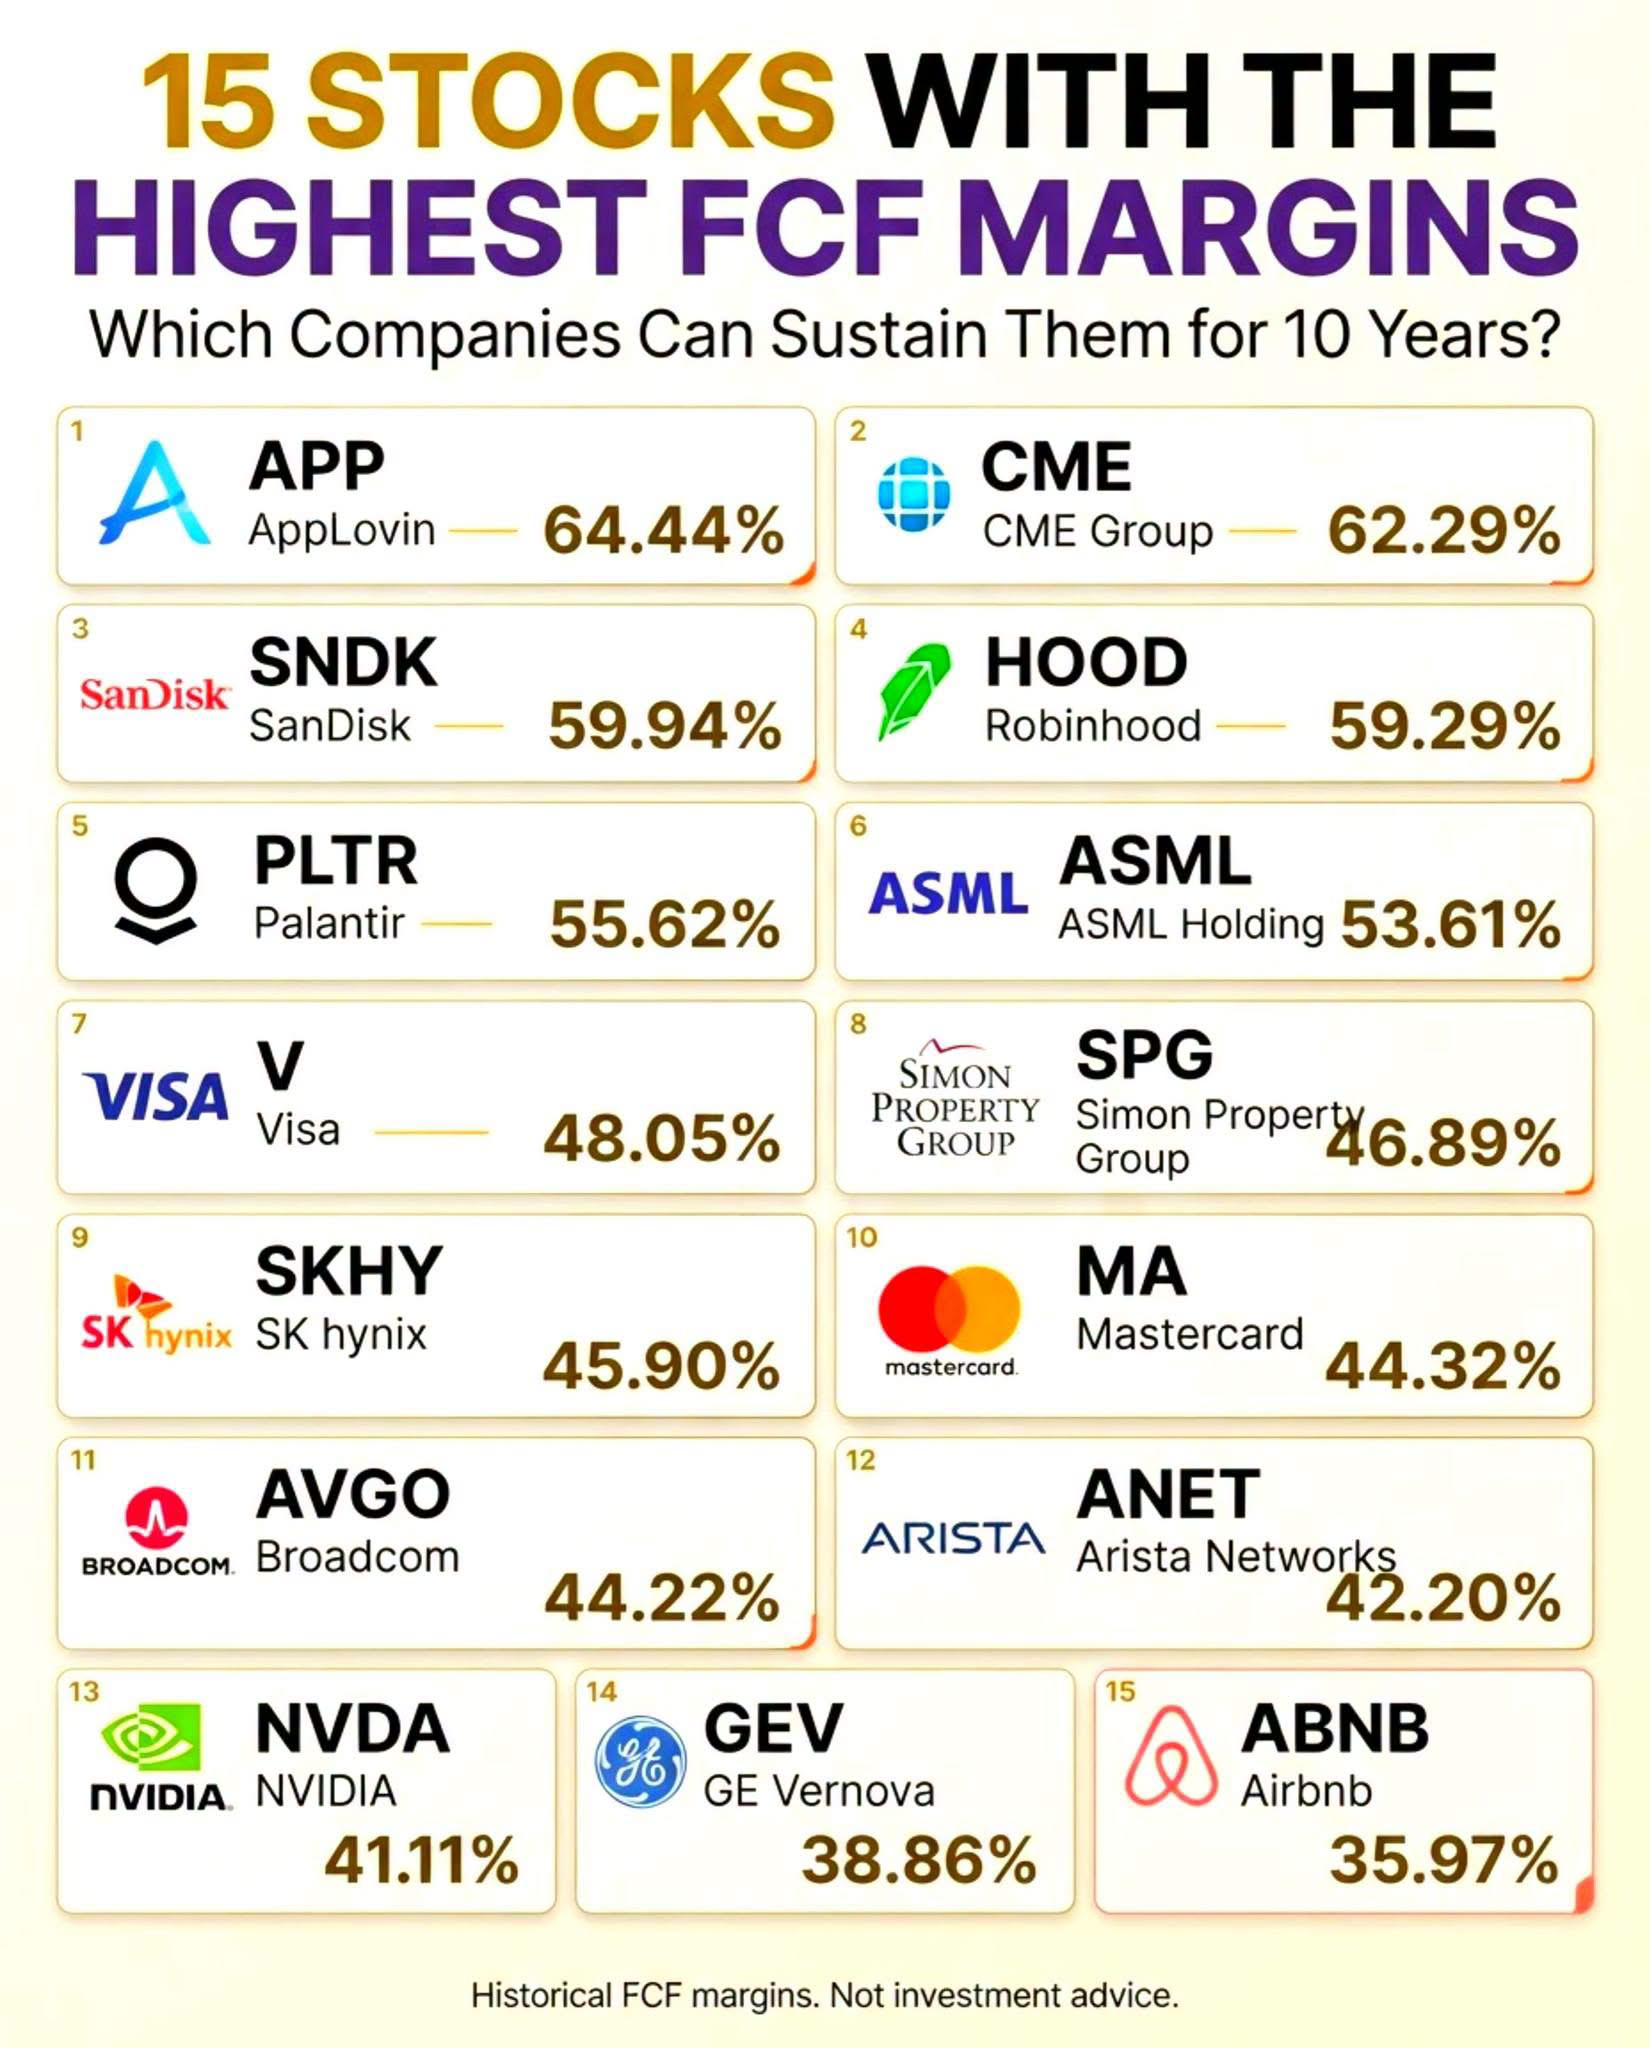 15 STOCKS WITH THE
HIGHEST FCF MARGINS
Which Companies Can Sustain Them for 10 Years?
1
APP
AppLovin
64.44%
2
CME
CME Group
62.29%
3
SanDisk
SNDK
SanDisk
59.94%
4
HOOD
Robinhood
59.29%
5
PLTR
Palantir
55.62%
6
ASML
ASML
ASML Holding
53.61%
7
VISA
V
Visa
48.05%
8
SIMON
PROPERTY
GROUP
SPG
Simon Property
Group
46.89%
9
SK hynix
SKHY
SK hynix
45.90%
10
mastercard.
MA
Mastercard
44.32%
11
BROADCOM.
AVGO
Broadcom
44.22%
12
ARISTA
ANET
Arista Networks
42.20%
13
NVIDIA.
NVDA
NVIDIA
41.11%
14
GE
GEV
GE Vernova
38.86%
15
ABNB
Airbnb
35.97%
Historical FCF margins. Not investment advice.